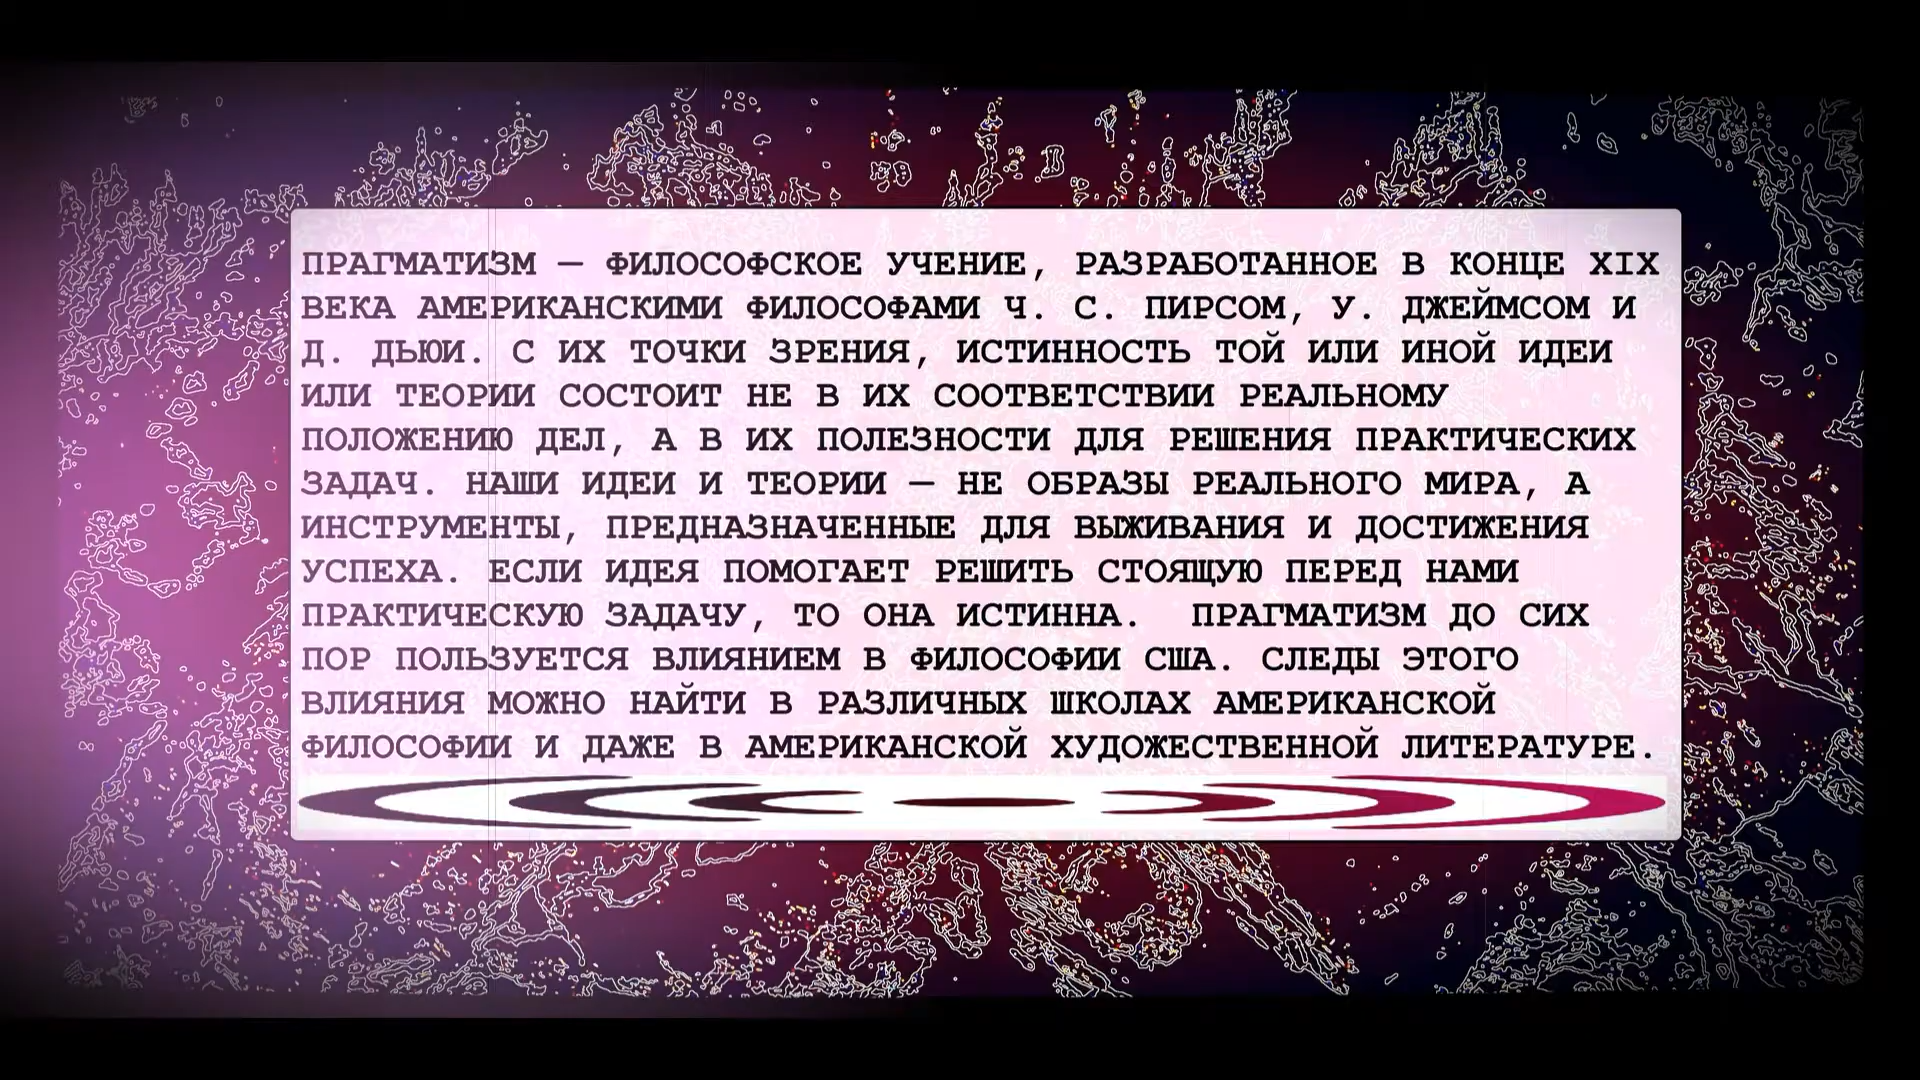 ПРАГМАТИЗМ — ФИЛОСОФСКОЕ УЧЕНИЕ, РАЗРАБОТАННОЕ В КОНЦЕ XIX
ВЕКА АМЕРИКАНСКИМИ ФИЛОСОФАМИ Ч. С. ПИРСОМ, У. ДЖЕЙМСОМ И
Д. ДЬЮИ. С ИХ ТОЧКИ ЗРЕНИЯ, ИСТИННОСТЬ ТОЙ ИЛИ ИНОЙ ИДЕИ
ИЛИ ТЕОРИИ СОСТОИТ НЕ В ИХ СООТВЕТСТВИИ РЕАЛЬНОМУ
ПОЛОЖЕНИЮ ДЕЛ, А В ИХ ПОЛЕЗНОСТИ ДЛЯ РЕШЕНИЯ ПРАКТИЧЕСКИХ
ЗАДАЧ. НАШИ ИДЕИ И ТЕОРИИ — НЕ ОБРАЗЫ РЕАЛЬНОГО МИРА, А
ИНСТРУМЕНТЫ, ПРЕДНАЗНАЧЕННЫЕ ДЛЯ ВЫЖИВАНИЯ И ДОСТИЖЕНИЯ
УСПЕХА. ЕСЛИ ИДЕЯ ПОМОГАЕТ РЕШИТЬ СТОЯЩУЮ ПЕРЕД НАМИ
ПРАКТИЧЕСКУЮ ЗАДАЧУ, ТО ОНА ИСТИННА.  ПРАГМАТИЗМ ДО СИХ
ПОР ПОЛЬЗУЕТСЯ ВЛИЯНИЕМ В ФИЛОСОФИИ США. СЛЕДЫ ЭТОГО
ВЛИЯНИЯ МОЖНО НАЙТИ В РАЗЛИЧНЫХ ШКОЛАХ АМЕРИКАНСКОЙ
ФИЛОСОФИИ И ДАЖЕ В АМЕРИКАНСКОЙ ХУДОЖЕСТВЕННОЙ ЛИТЕРАТУРЕ.